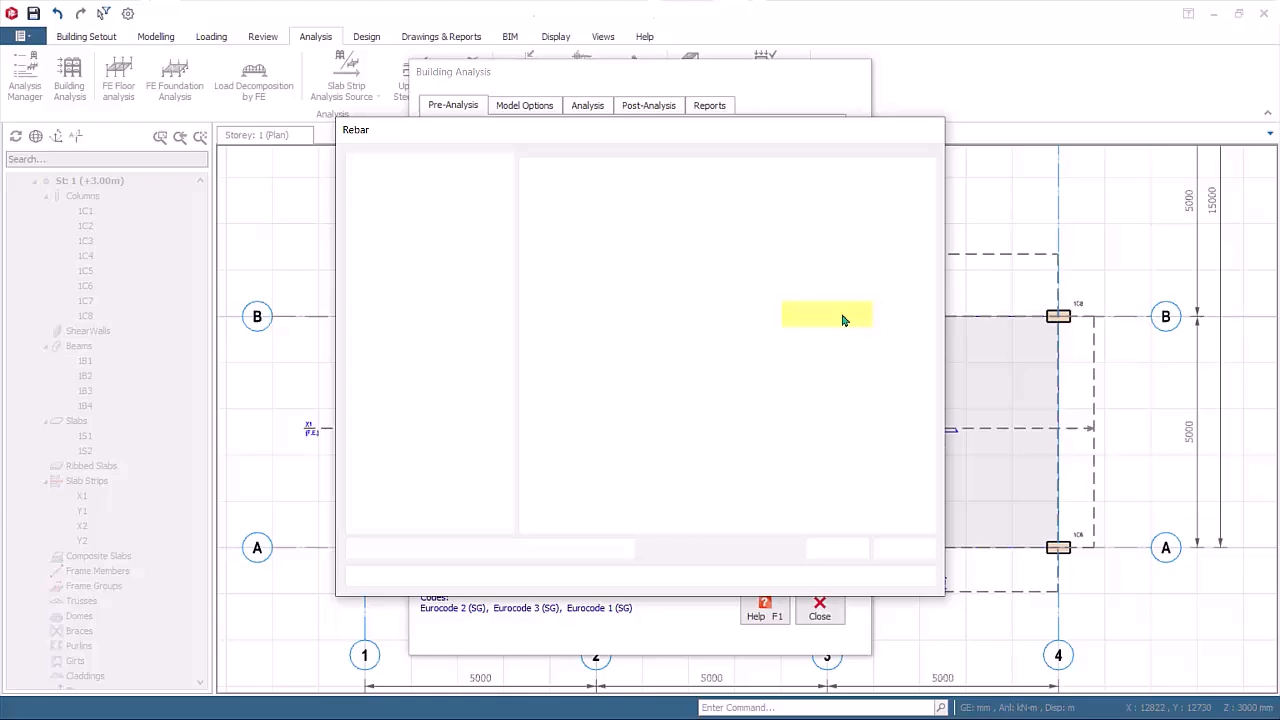 Building Setout Modelling Loading Review Analysis Design Drawings & Reports BIM Display Views Help
Analysis Manager
Building Analysis
FE Floor analysis
FE Foundation Analysis
Load Decomposition by FE
Slab Strip Analysis Source
Analysis
Building Analysis
Pre-Analysis Model Options Analysis Post-Analysis Reports
Storey: 1 (Plan)
Rebar
Search...
St: 1 (+3.00m)
Columns
1C1
1C2
1C3
1C4
1C5
1C6
1C7
1C8
ShearWalls
Beams
1B1
1B2
1B3
1B4
Slabs
1S1
1S2
Ribbed Slabs
Slab Strips
X1
Y1
X2
Y2
Composite Slabs
Frame Members
Frame Groups
Trusses
Domes
Braces
Purlins
Girts
Claddings
B
A
X1
(F.E.)
1C8
B
1C6
A
5000
15000
5000
Codes:
Eurocode 2 (SG), Eurocode 3 (SG), Eurocode 1 (SG)
Help F1
Close
1
2
3
4
5000
5000
5000
Enter Command...
GE: mm , Anl: kN-m , Disp: m
X : 12822 , Y : 12730 Z : 3000 mm